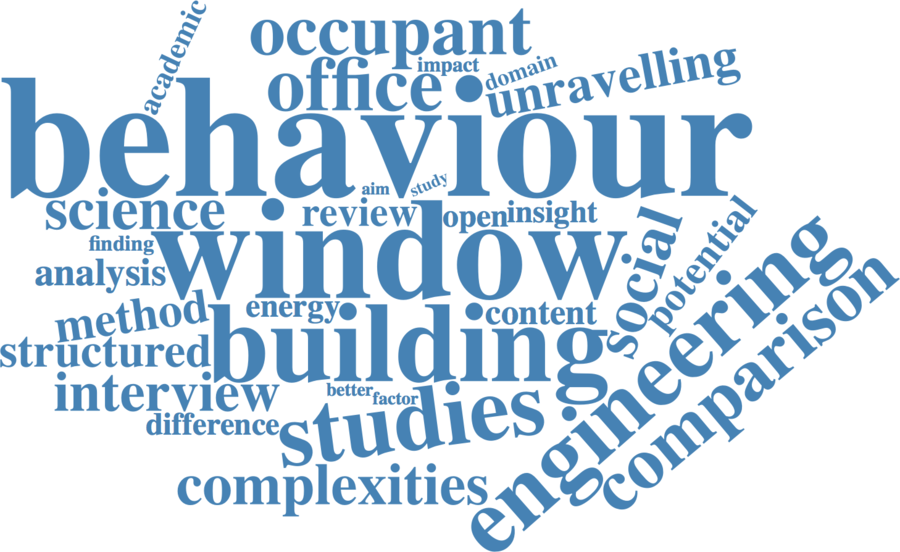 academic
occupant
impact
domain
office
unravelling
behaviour
aim
study
science
review
open
insight
finding
window
social
potential
analysis
energy
content
method
building
engineering
structured
comparison
interview
better
factor
difference
studies
complexities